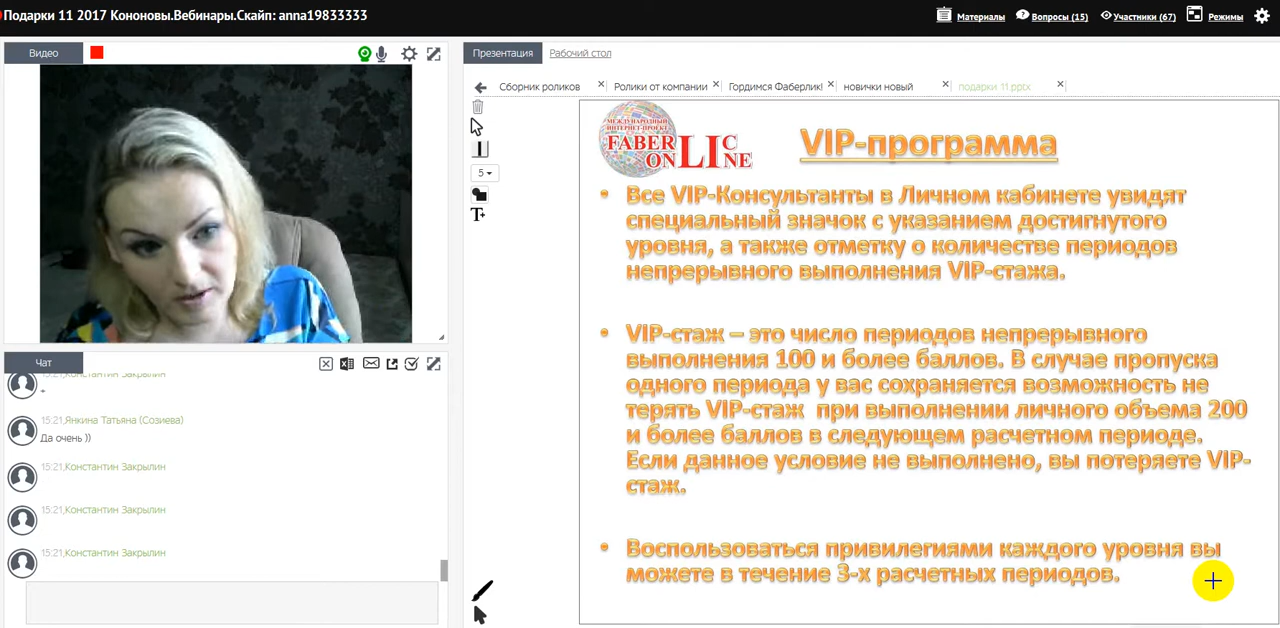 Подарки 11 2017 Кононовы.Вебинары.Скайп: anna19833333
Материалы
Вопросы (15)
Участники (67)
Режимы
Видео
Презентация
Рабочий стол
Сборник роликов
Ролики от компании
Гордимся Фаберлик!
новички новый
подарки 11.pptx
5
T+
МЕЖДУНАРОДНЫЙ
ИНТЕРНЕТ-ПРОЕКТ
FABERLIC
ONLINE
VIP-программа
• Все VIP-Консультанты в Личном кабинете увидят
специальный значок с указанием достигнутого
уровня, а также отметку о количестве периодов
непрерывного выполнения VIP-стажа.
• VIP-стаж – это число периодов непрерывного
выполнения 100 и более баллов. В случае пропуска
одного периода у вас сохраняется возможность не
терять VIP-стаж при выполнении личного объема 200
и более баллов в следующем расчетном периоде.
Если данное условие не выполнено, вы потеряете VIP-
стаж.
• Воспользоваться привилегиями каждого уровня вы
можете в течение 3-х расчетных периодов.
Чат
Константин Закрылин
15:21,Янкина Татьяна (Созиева)
Да очень ))
15:21,Константин Закрылин
15:21,Константин Закрылин
15:21,Константин Закрылин